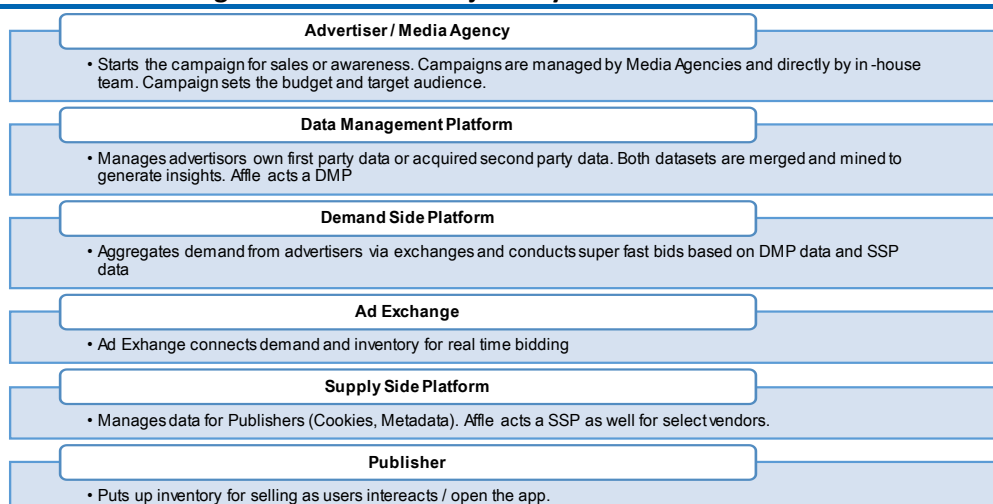 Advertiser / Media Agency
• Starts the campaign for sales or awareness. Campaigns are managed by Media Agencies and directly by in-house
team. Campaign sets the budget and target audience.
Data Management Platform
• Manages advertisors own first party data or acquired second party data. Both datasets are merged and mined to
generate insights. Affle acts a DMP
Demand Side Platform
• Aggregates demand from advertisers via exchanges and conducts super fast bids based on DMP data and SSP
data
Ad Exchange
• Ad Exhange connects demand and inventory for real time bidding
Supply Side Platform
• Manages data for Publishers (Cookies, Metadata). Affle acts a SSP as well for select vendors.
Publisher
• Puts up inventory for selling as users intereacts / open the app.